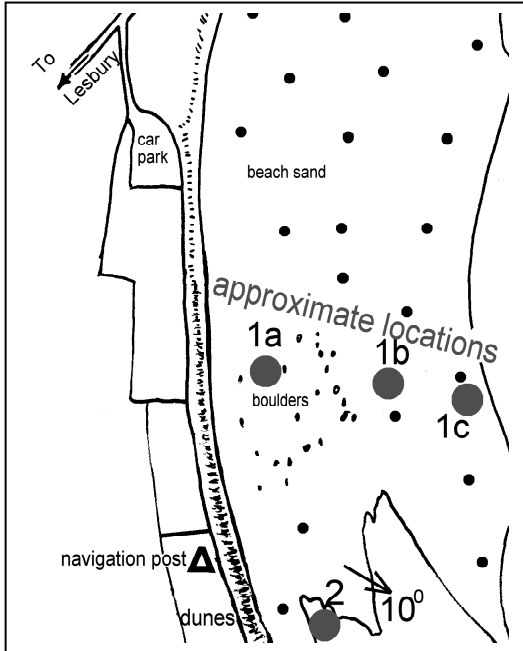 To
Lesbury
car
park
beach sand
approximate locations
1a
1b
boulders
1c
navigation post
2
10⁰
dunes